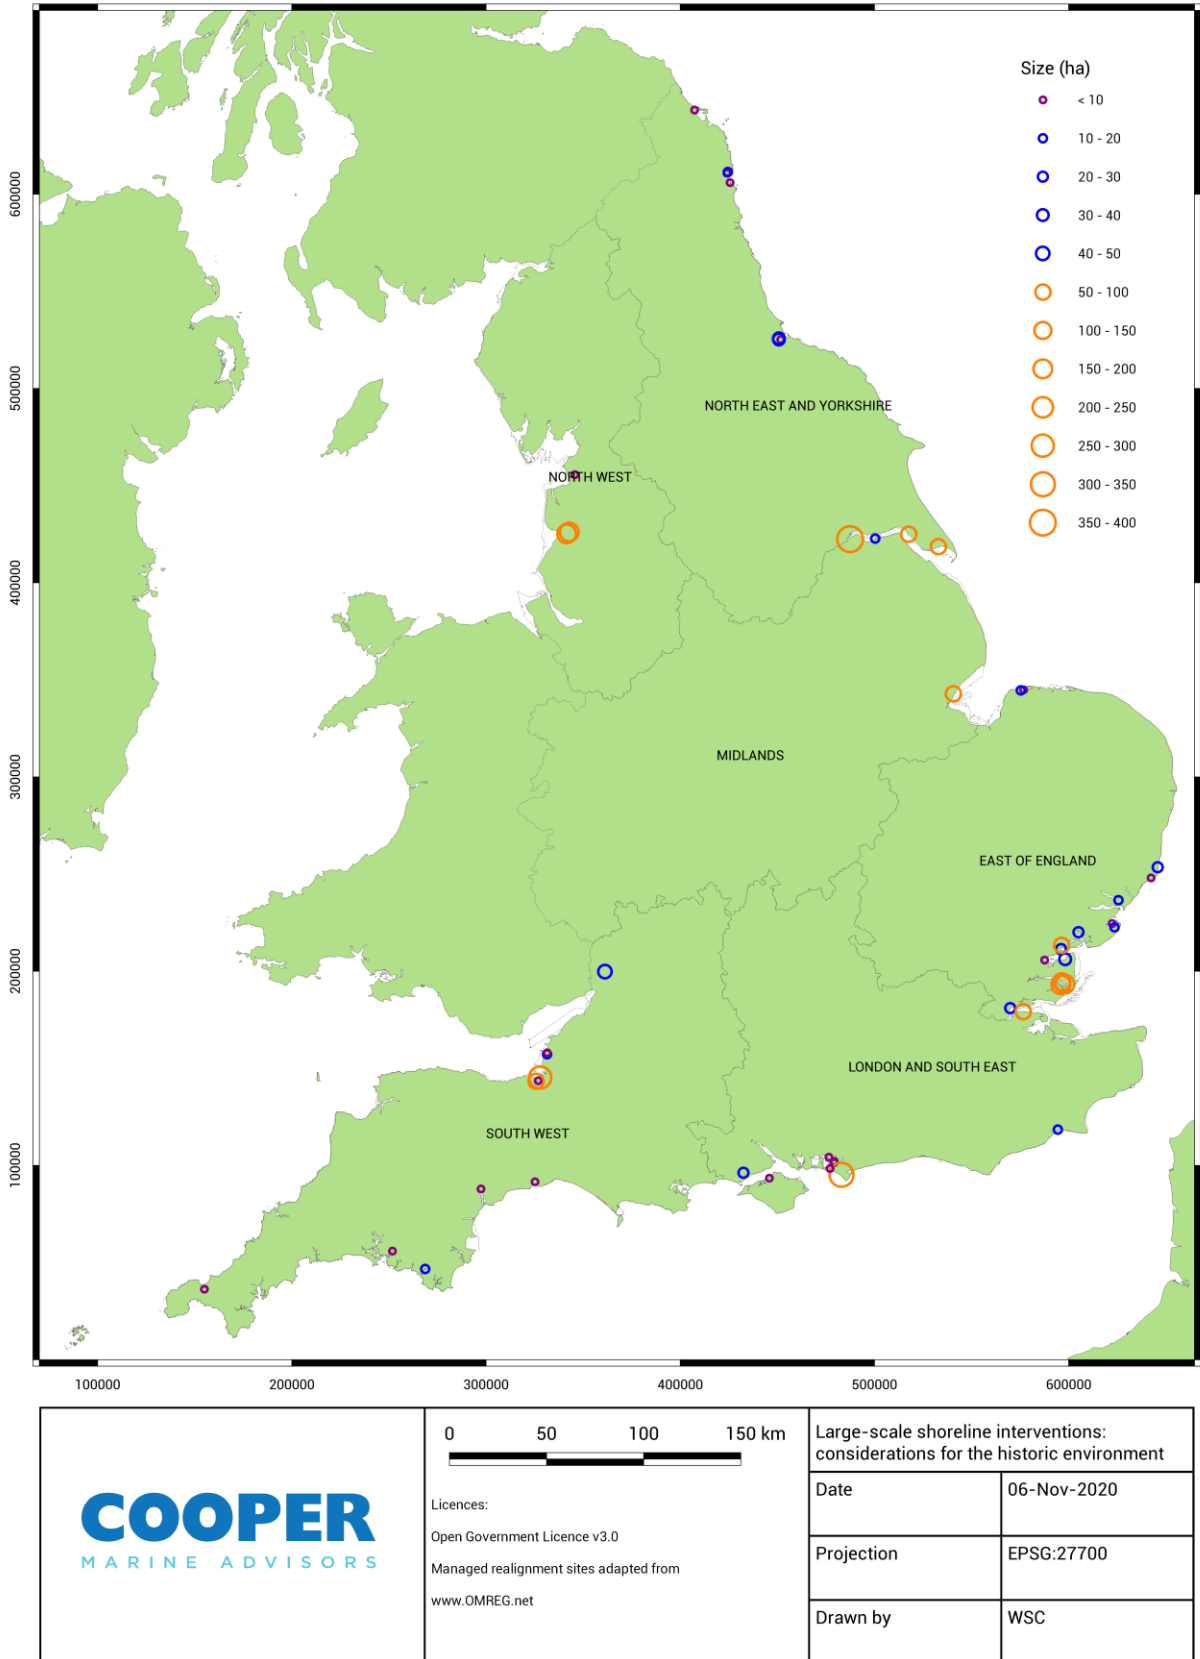 Size (ha)
< 10
10 - 20
20 - 30
30 - 40
40 - 50
50 - 100
100 - 150
150 - 200
200 - 250
250 - 300
300 - 350
350 - 400
600000
500000
400000
300000
200000
100000
NORTH EAST AND YORKSHIRE
NORTH WEST
MIDLANDS
EAST OF ENGLAND
LONDON AND SOUTH EAST
SOUTH WEST
100000
200000
300000
400000
500000
600000
COOPER
MARINE ADVISORS
0 50 100 150 km
Licences:
Open Government Licence v3.0
Managed realignment sites adapted from
www.OMREG.net
Large-scale shoreline interventions:
considerations for the historic environment
Date 06-Nov-2020
Projection EPSG:27700
Drawn by WSC